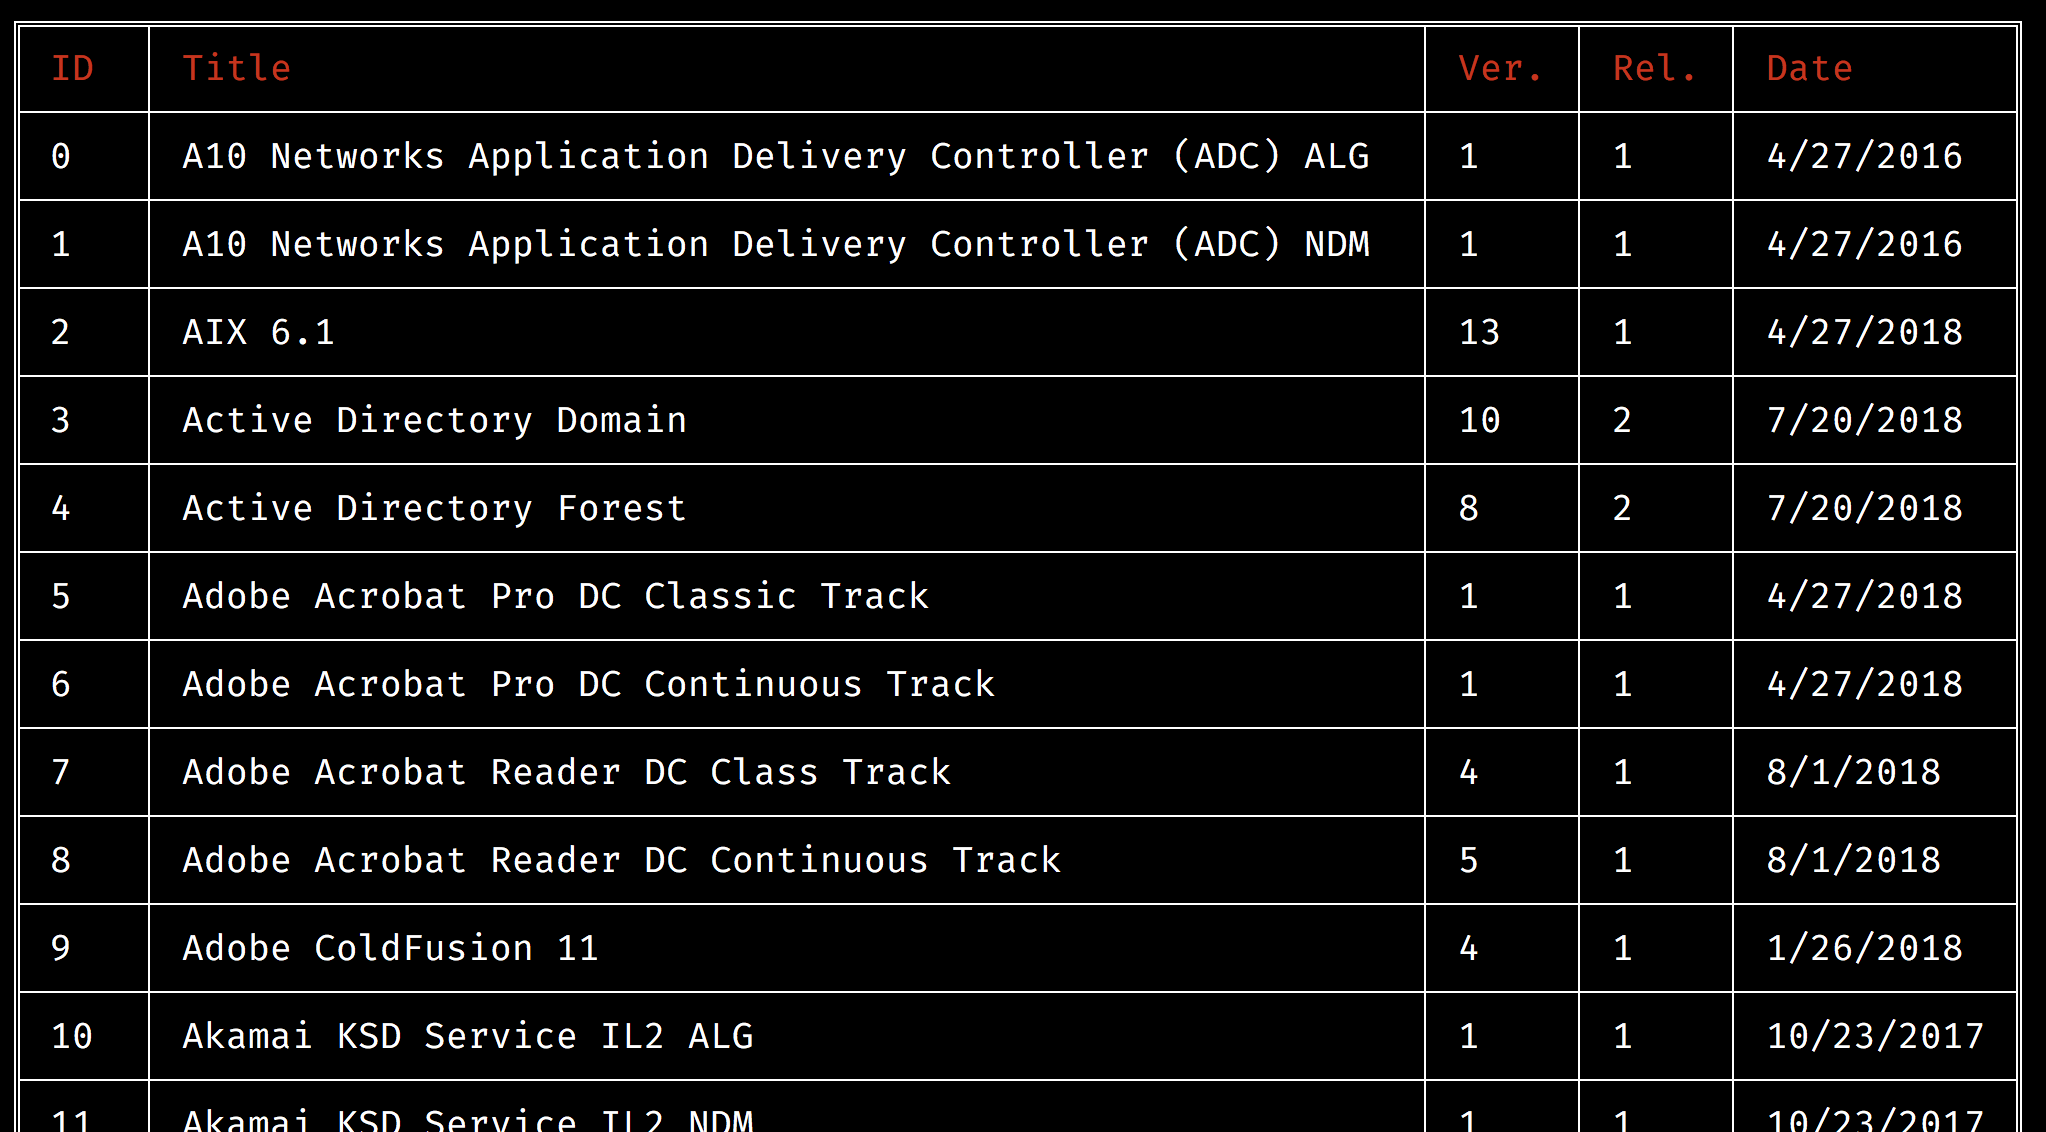 ID Title Ver. Rel. Date
0 A10 Networks Application Delivery Controller (ADC) ALG 1 1 4/27/2016
1 A10 Networks Application Delivery Controller (ADC) NDM 1 1 4/27/2016
2 AIX 6.1 13 1 4/27/2018
3 Active Directory Domain 10 2 7/20/2018
4 Active Directory Forest 8 2 7/20/2018
5 Adobe Acrobat Pro DC Classic Track 1 1 4/27/2018
6 Adobe Acrobat Pro DC Continuous Track 1 1 4/27/2018
7 Adobe Acrobat Reader DC Class Track 4 1 8/1/2018
8 Adobe Acrobat Reader DC Continuous Track 5 1 8/1/2018
9 Adobe ColdFusion 11 4 1 1/26/2018
10 Akamai KSD Service IL2 ALG 1 1 10/23/2017
11 Akamai KSD Service IL2 NDM 1 1 10/23/2017